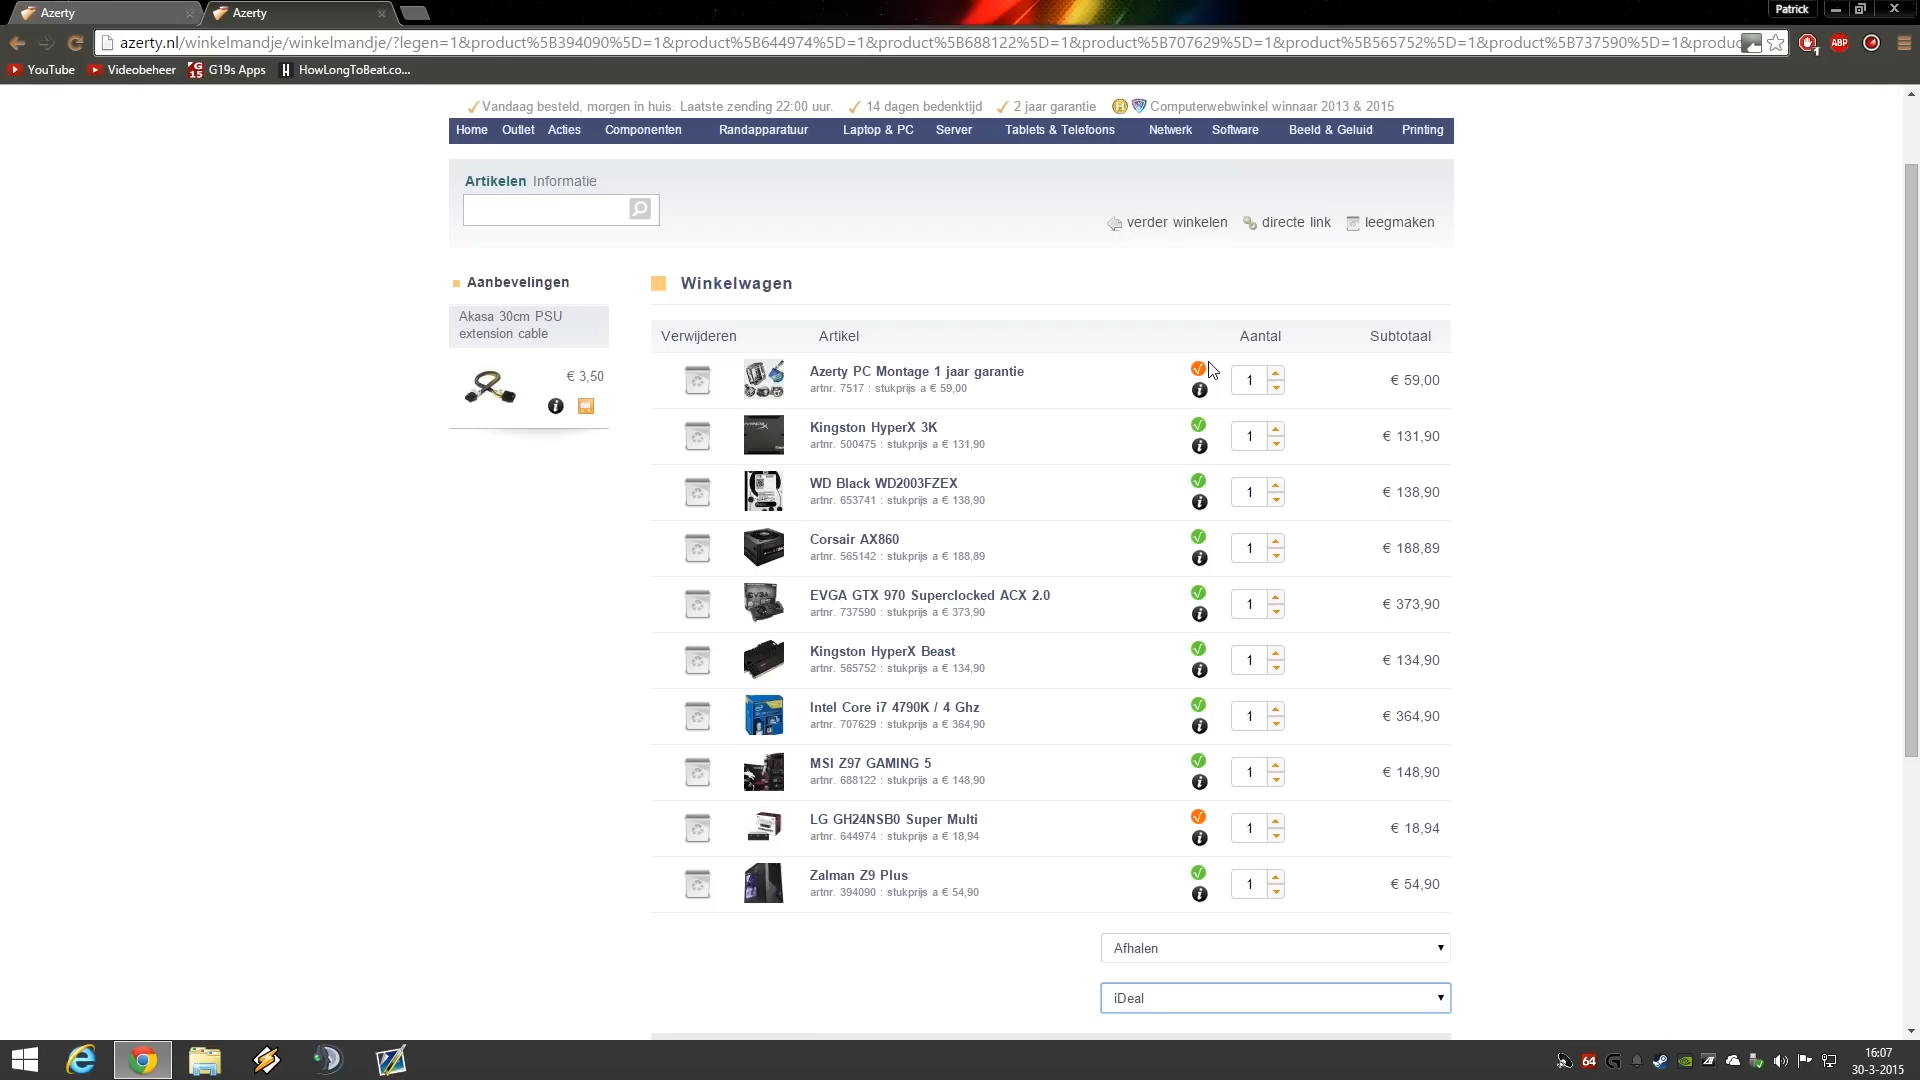 Azerty
Azerty
Patrick
azerty.nl/winkelmandje/winkelmandje/?legen=1&product%5B394090%5D=1&product%5B644974%5D=1&product%5B688122%5D=1&product%5B707629%5D=1&product%5B565752%5D=1&product%5B737590%5D=1&produc
ABP
YouTube
Videobeheer
G19s Apps
HowLongToBeat.co...
Vandaag besteld, morgen in huis. Laatste zending 22:00 uur.
14 dagen bedenktijd
2 jaar garantie
Computerwebwinkel winnaar 2013 & 2015
Home Outlet Acties Componenten Randapparatuur Laptop & PC Server Tablets & Telefoons Netwerk Software Beeld & Geluid Printing
Artikelen Informatie
verder winkelen directe link leegmaken
Aanbevelingen
Akasa 30cm PSU
extension cable
€ 3,50
Winkelwagen
Verwijderen Artikel Aantal Subtotaal
Azerty PC Montage 1 jaar garantie
artnr. 7517 : stukprijs a € 59,00
1
€ 59,00
Kingston HyperX 3K
artnr. 500475 : stukprijs a € 131,90
1
€ 131,90
WD Black WD2003FZEX
artnr. 653741 : stukprijs a € 138,90
1
€ 138,90
Corsair AX860
artnr. 565142 : stukprijs a € 188,89
1
€ 188,89
EVGA GTX 970 Superclocked ACX 2.0
artnr. 737590 : stukprijs a € 373,90
1
€ 373,90
Kingston HyperX Beast
artnr. 565752 : stukprijs a € 134,90
1
€ 134,90
Intel Core i7 4790K / 4 Ghz
artnr. 707629 : stukprijs a € 364,90
1
€ 364,90
MSI Z97 GAMING 5
artnr. 688122 : stukprijs a € 148,90
1
€ 148,90
LG GH24NSB0 Super Multi
artnr. 644974 : stukprijs a € 18,94
1
€ 18,94
Zalman Z9 Plus
artnr. 394090 : stukprijs a € 54,90
1
€ 54,90
Afhalen
iDeal
64
16:07
30-3-2015